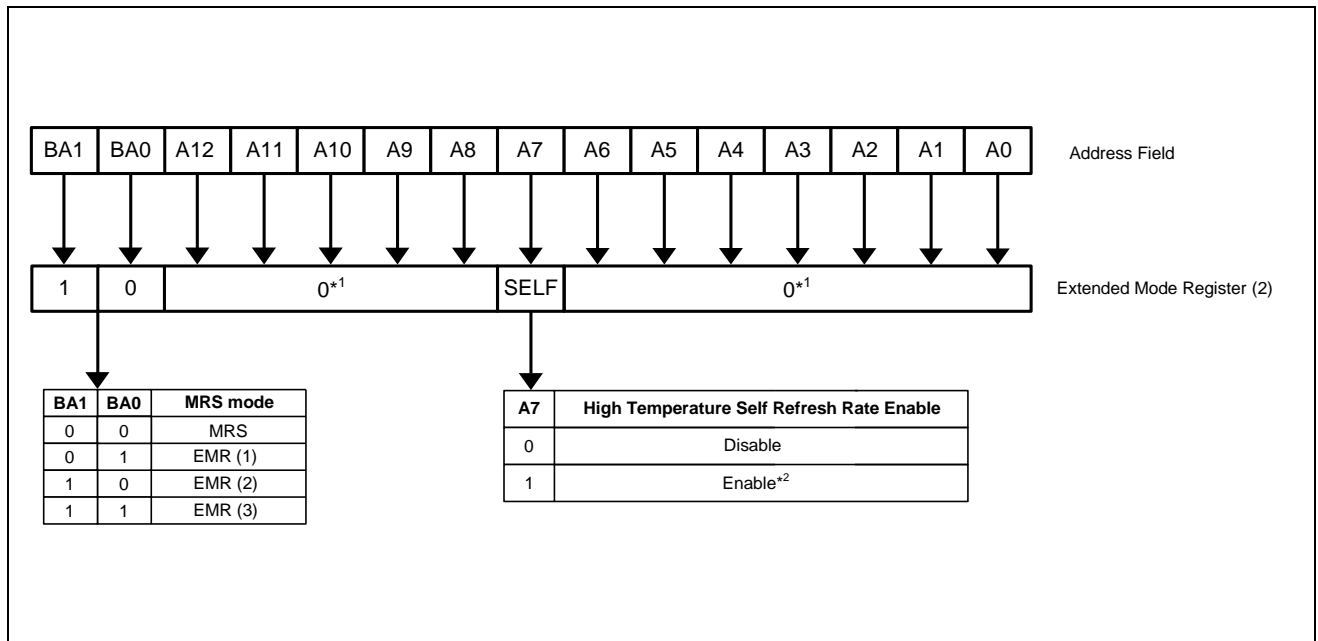 BA1 BA0 A12 A11 A10 A9 A8 A7 A6 A5 A4 A3 A2 A1 A0 Address Field
1 0 0*1 SELF 0*1 Extended Mode Register (2)
BA1 BA0 MRS mode
0 0 MRS
0 1 EMR (1)
1 0 EMR (2)
1 1 EMR (3)
A7 High Temperature Self Refresh Rate Enable
0 Disable
1 Enable*2